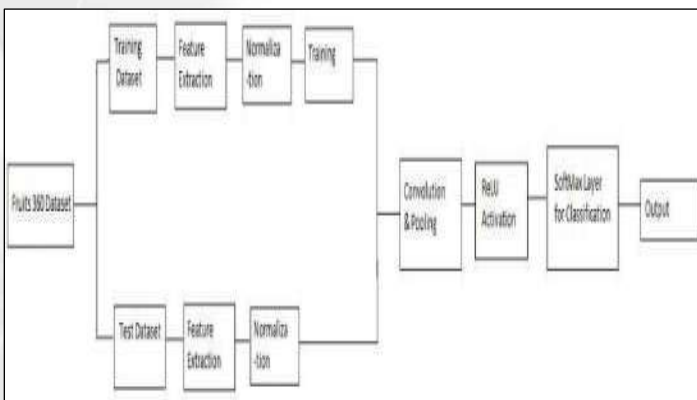 Training
Dataset
Feature
Extraction
Normaliza
-tion
Training
Fruits 360 Dataset
Convolution
& Pooling
ReLU
Activation
SoftMax Layer
for Classification
Output
Test Dataset
Feature
Extraction
Normaliza
-tion